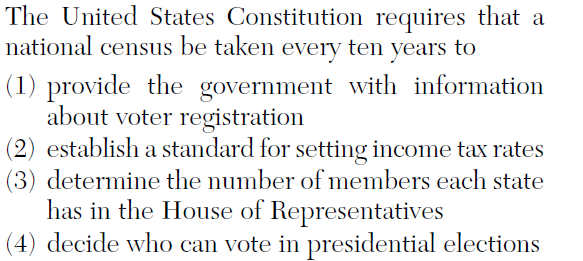 The United States Constitution requires that a
national census be taken every ten years to
(1) provide the government with information
about voter registration
(2) establish a standard for setting income tax rates
(3) determine the number of members each state
has in the House of Representatives
(4) decide who can vote in presidential elections